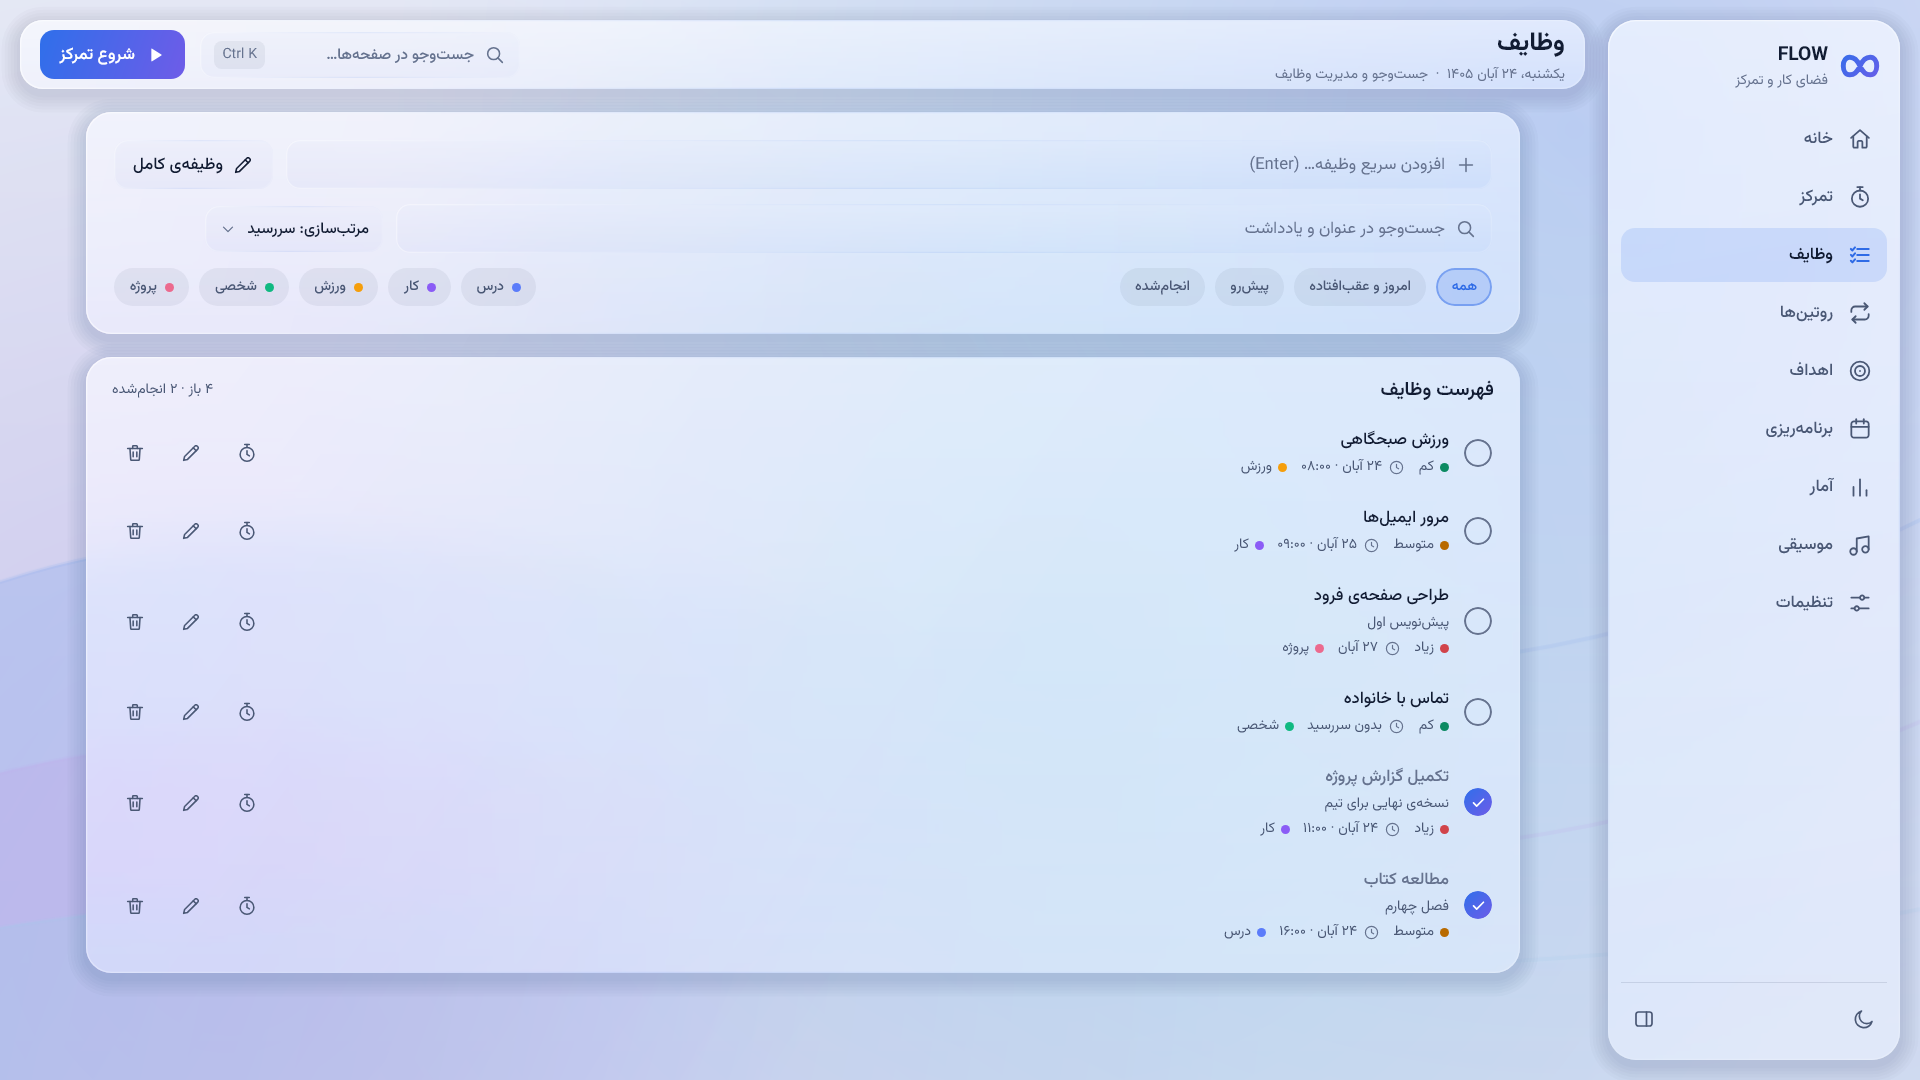 FLOW
فضای کار و تمرکز
خانه
تمرکز
وظایف
روتین‌ها
اهداف
برنامه‌ریزی
آمار
موسیقی
تنظیمات
وظایف
یکشنبه، ۲۴ آبان ۱۴۰۵ · جست‌وجو و مدیریت وظایف
جست‌وجو در صفحه‌ها... Ctrl K
شروع تمرکز
افزودن سریع وظیفه... (Enter)
وظیفه‌ی کامل
جست‌وجو در عنوان و یادداشت
مرتب‌سازی: سررسید
همه امروز و عقب‌افتاده پیش‌رو انجام‌شده
درس کار ورزش شخصی پروژه
فهرست وظایف
۴ باز · ۲ انجام‌شده
ورزش صبحگاهی
کم ۲۴ آبان · ۰۸:۰۰ ورزش
مرور ایمیل‌ها
متوسط ۲۵ آبان · ۰۹:۰۰ کار
طراحی صفحه‌ی فرود
پیش‌نویس اول
زیاد ۲۷ آبان پروژه
تماس با خانواده
کم بدون سررسید شخصی
تکمیل گزارش پروژه
نسخه‌ی نهایی برای تیم
زیاد ۲۴ آبان · ۱۱:۰۰ کار
مطالعه کتاب
فصل چهارم
متوسط ۲۴ آبان · ۱۶:۰۰ درس